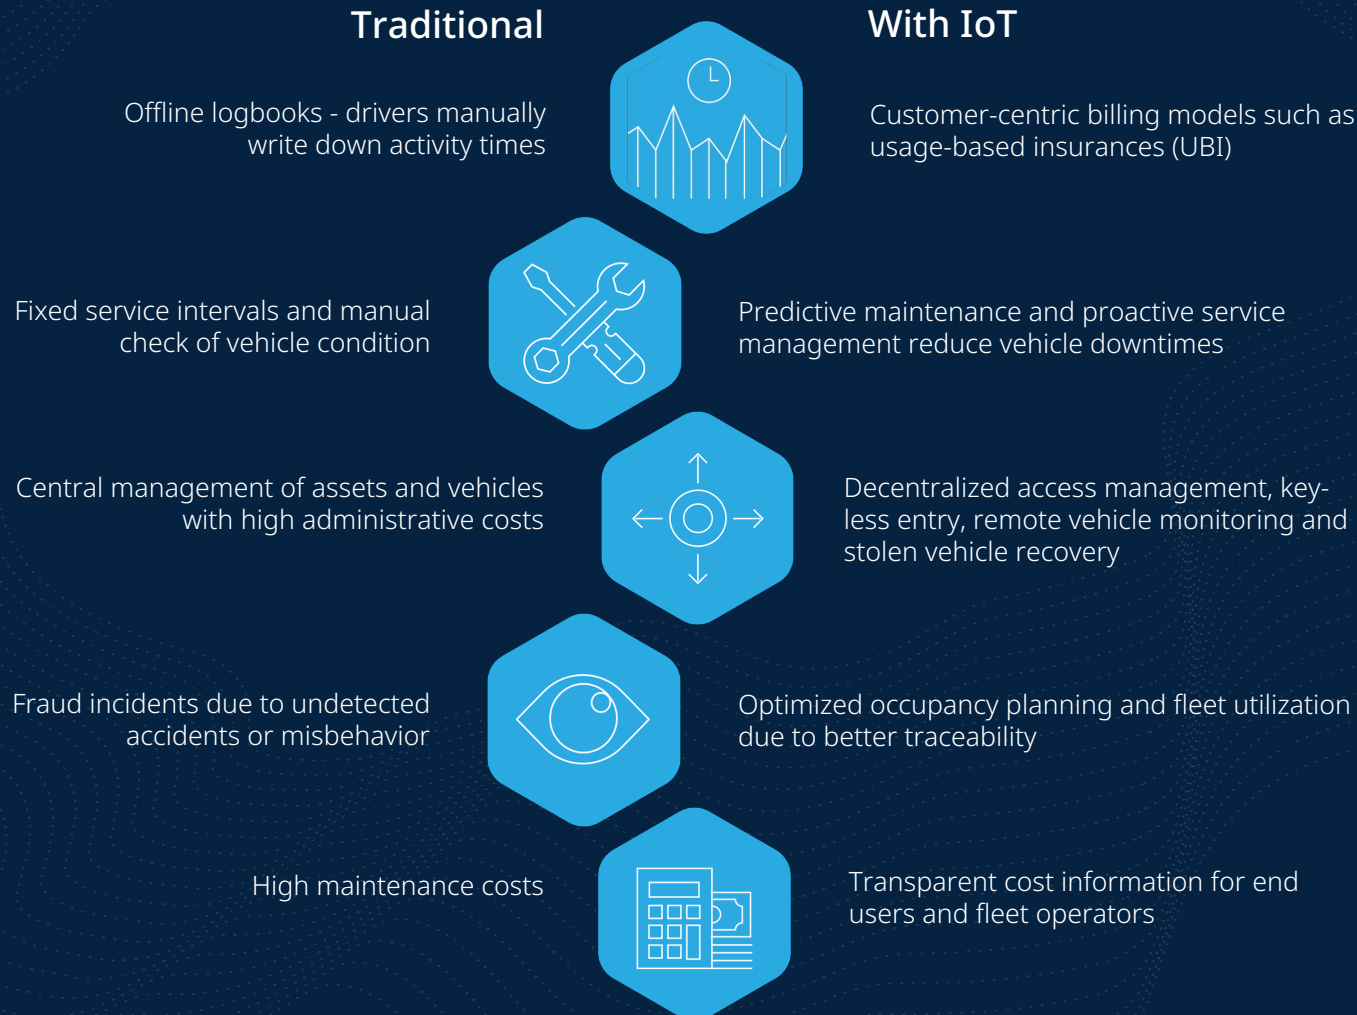 Traditional
With IoT
Offline logbooks - drivers manually
write down activity times
Customer-centric billing models such as
usage-based insurances (UBI)
Fixed service intervals and manual
check of vehicle condition
Predictive maintenance and proactive service
management reduce vehicle downtimes
Central management of assets and vehicles
with high administrative costs
Decentralized access management, key-
less entry, remote vehicle monitoring and
stolen vehicle recovery
Fraud incidents due to undetected
accidents or misbehavior
Optimized occupancy planning and fleet utilization
due to better traceability
High maintenance costs
Transparent cost information for end
users and fleet operators